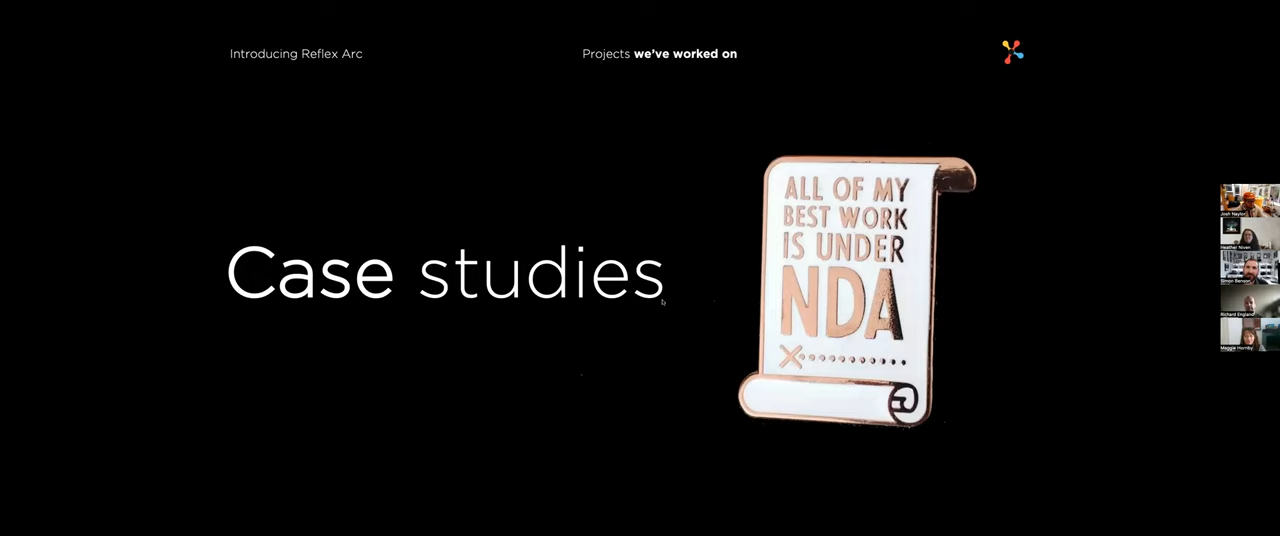 Introducing Reflex Arc
Projects we've worked on
Case studies
ALL OF MY
BEST WORK
IS UNDER
NDA
Josh Naylor
Heather Niven
Simon Benson
Richard England
Maggie Hornby